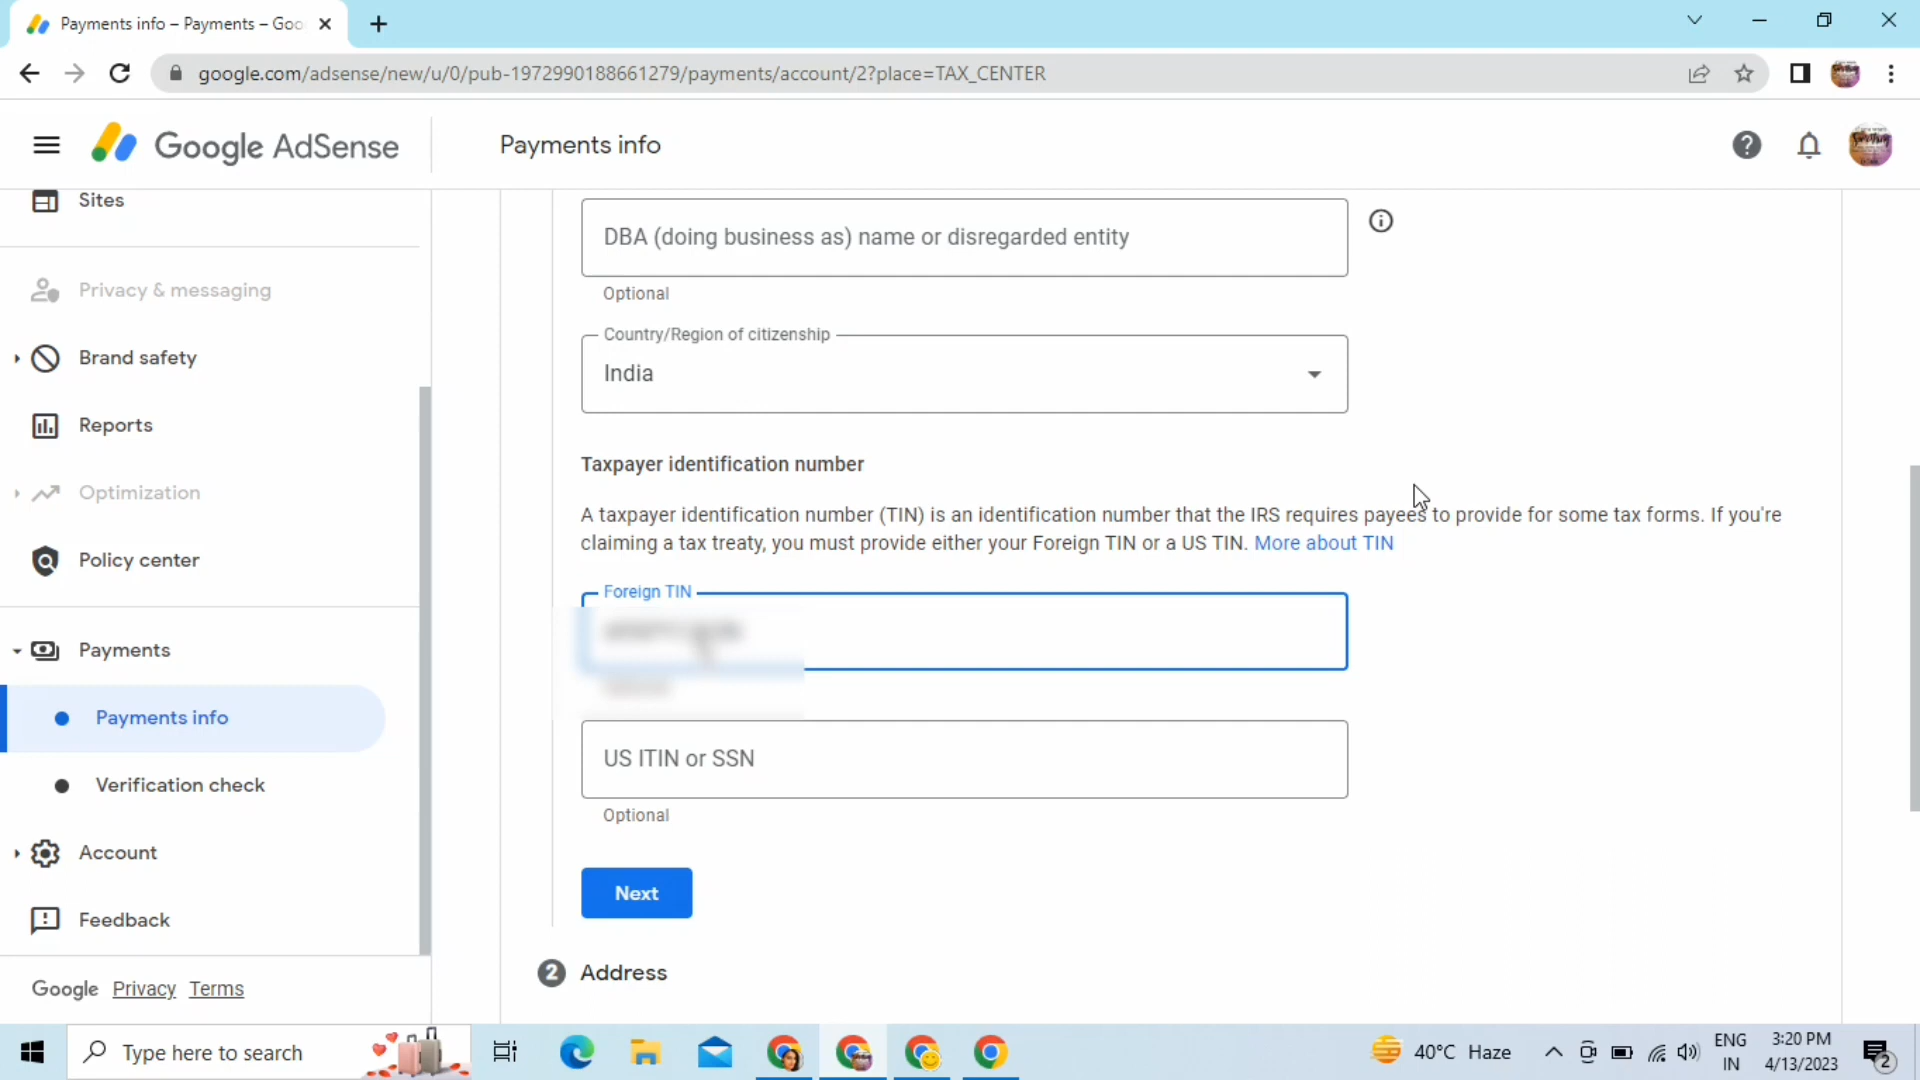 Payments info – Payments – Goo
google.com/adsense/new/u/0/pub-1972990188661279/payments/account/2?place=TAX_CENTER
Google AdSense
Payments info
Sites
Privacy & messaging
Brand safety
Reports
Optimization
Policy center
Payments
Payments info
Verification check
Account
Feedback
Google Privacy Terms
DBA (doing business as) name or disregarded entity
Optional
Country/Region of citizenship
India
Taxpayer identification number
A taxpayer identification number (TIN) is an identification number that the IRS requires payees to provide for some tax forms. If you're
claiming a tax treaty, you must provide either your Foreign TIN or a US TIN. More about TIN
Foreign TIN
US ITIN or SSN
Optional
Next
2 Address
Type here to search
40°C Haze
ENG
IN
3:20 PM
4/13/2023
2